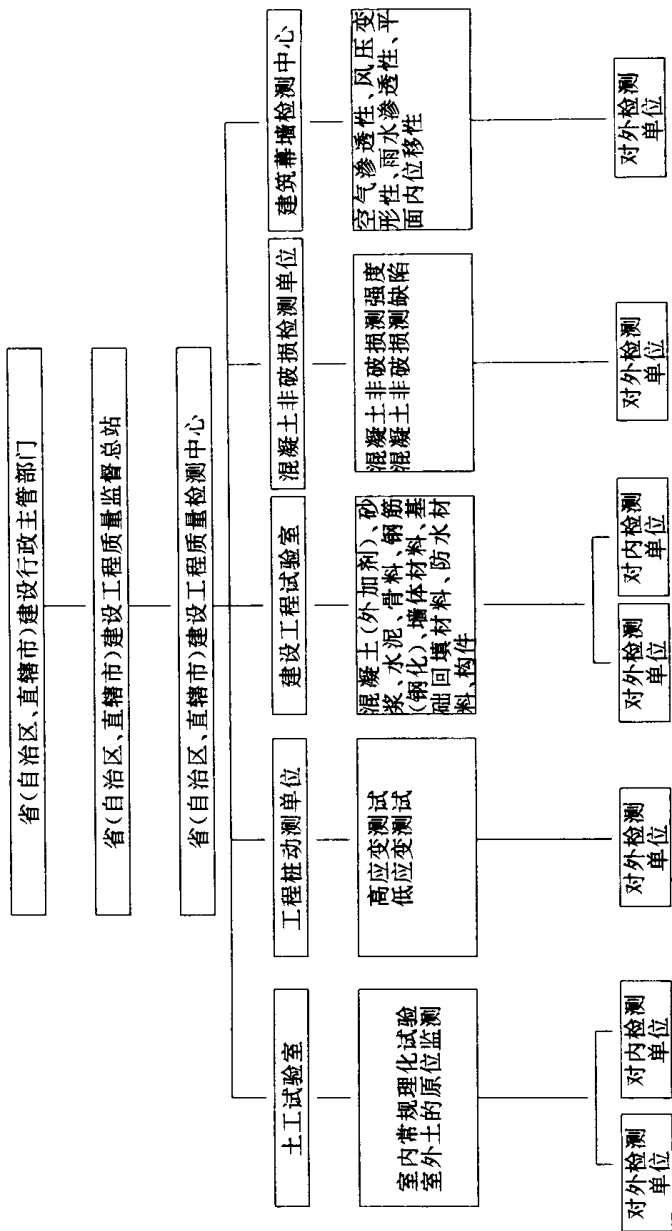 省(自治区、直辖市)建设行政主管部门
省(自治区、直辖市)建设工程质量监督总站
省(自治区、直辖市)建设工程质量检测中心
土工试验室
工程桩动测单位
建设工程试验室
混凝土非破损检测单位
建筑幕墙检测中心
室内常规理化试验
室外土的原位监测
高应变测试
低应变测试
混凝土(外加剂)、砂
浆、水泥、骨料、钢筋
(钢化)、墙体材料、基
础回填材料、防水材
料、构件
混凝土非破损测强度
混凝土非破损测缺陷
空气渗透性、风压变
形性、雨水渗透性、平
面内位移性
对外检测
单位
对内检测
单位
对外检测
单位
对外检测
单位
对内检测
单位
对外检测
单位
对外检测
单位